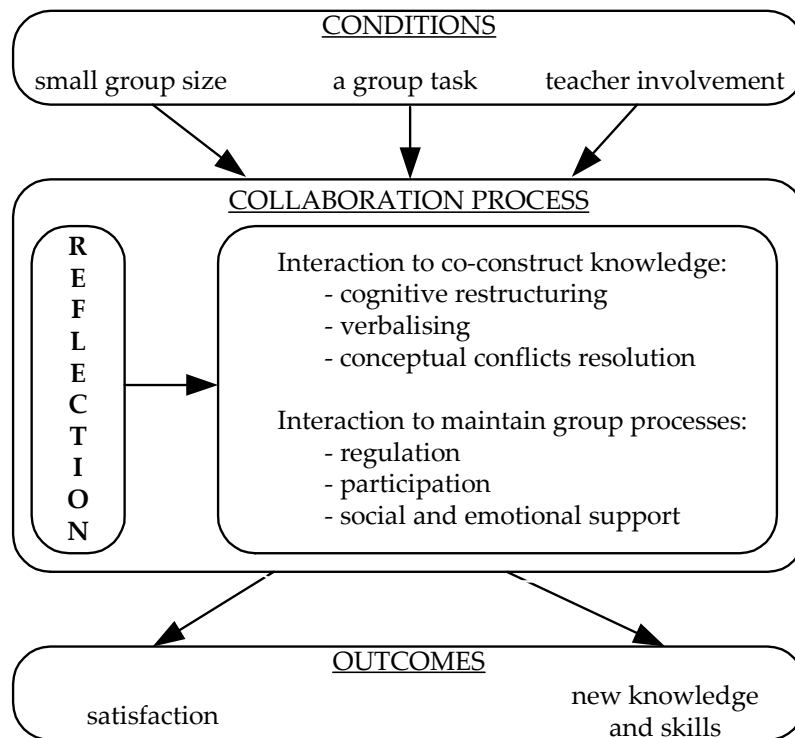 CONDITIONS
small group size a group task teacher involvement
COLLABORATION PROCESS
REFLECTION
Interaction to co-construct knowledge:
- cognitive restructuring
- verbalising
- conceptual conflicts resolution
Interaction to maintain group processes:
- regulation
- participation
- social and emotional support
OUTCOMES
satisfaction
new knowledge
and skills